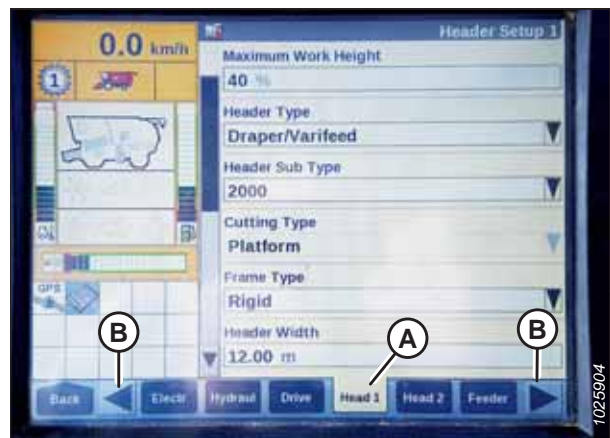 0.0 km/h
Header Setup 1
1
Maximum Work Height
40 %
Header Type
Draper/Varifeed
Header Sub Type
2000
Cutting Type
Platform
Frame Type
Rigid
GPS
Header Width
12.00 m
B
A
B
Back
Electr
Hydraul
Drive
Head 1
Head 2
Feeder
1025904